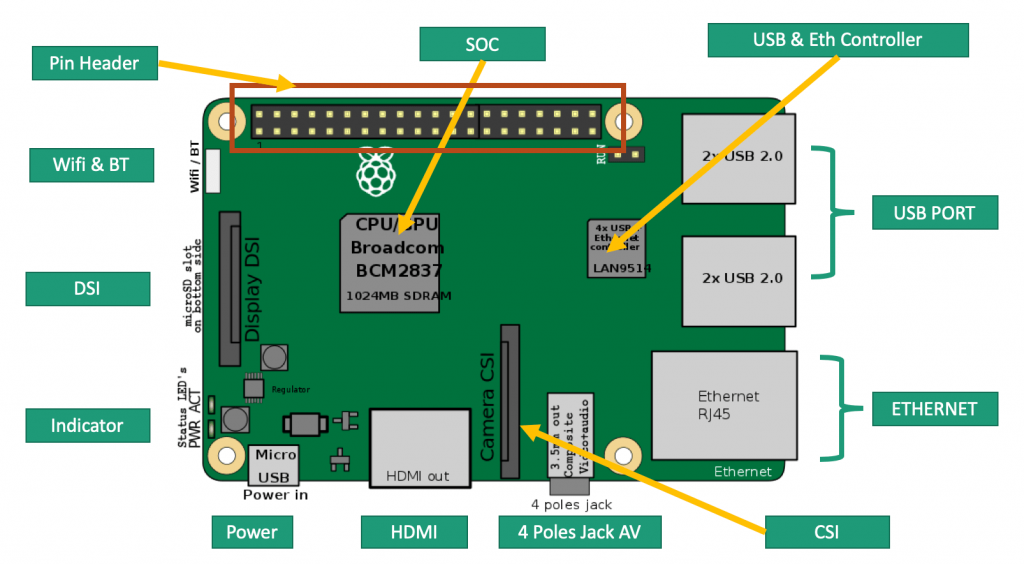 SOC
USB & Eth Controller
Pin Header
1
RUN
Wifi & BT
Wifi / BT
2x USB 2.0
USB PORT
CPU/GPU
Broadcom
BCM2837
1024MB SDRAM
4x USB
Ethernet
controller
LAN9514
DSI
microSD slot
on bottom side
Display DSI
2x USB 2.0
Regulator
Camera CSI
Ethernet
RJ45
ETHERNET
Indicator
Status LED's
PWR ACT
Micro
USB
Power in
HDMI out
3.5mm out
Composite
Video+audio
4 poles jack
Ethernet
Power
HDMI
4 Poles Jack AV
CSI